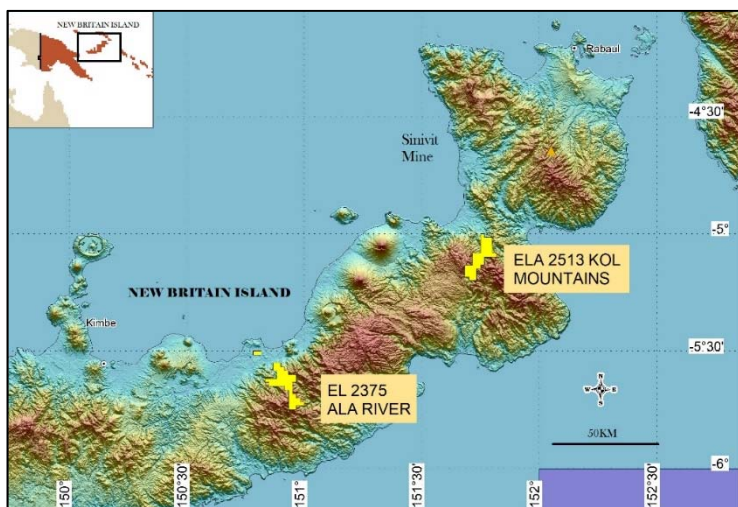 NEW BRITAIN ISLAND
Rabaul
-4°30'
Sinivit
Mine
-5°
ELA 2513 KOL
MOUNTAINS
NEW BRITAIN ISLAND
Kimbe
-5°30'
EL 2375
ALA RIVER
N
W
E
S
50KM
-6°
150°
150°30'
151°
151°30'
152°
152°30'